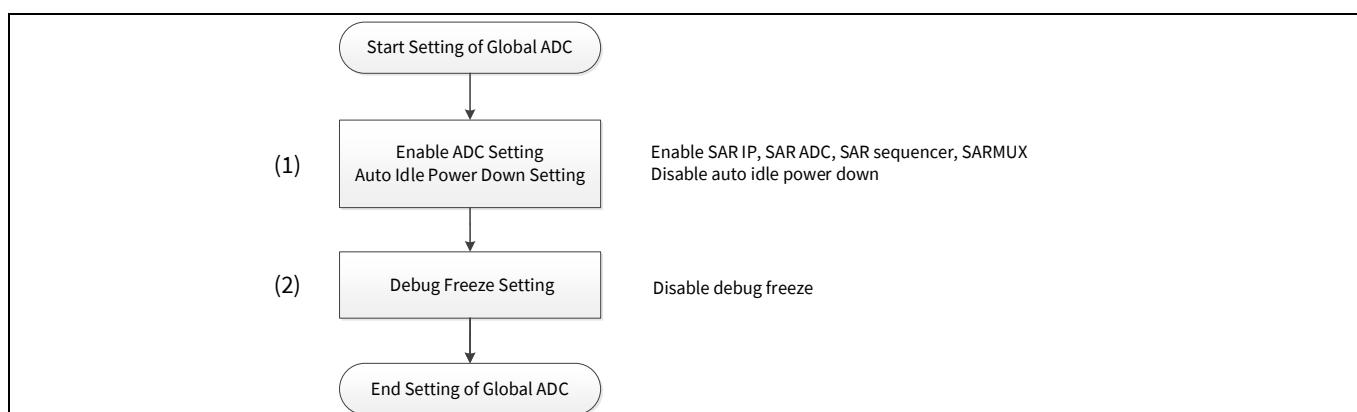 Start Setting of Global ADC
(1)
Enable ADC Setting
Auto Idle Power Down Setting
Enable SAR IP, SAR ADC, SAR sequencer, SARMUX
Disable auto idle power down
(2)
Debug Freeze Setting
Disable debug freeze
End Setting of Global ADC